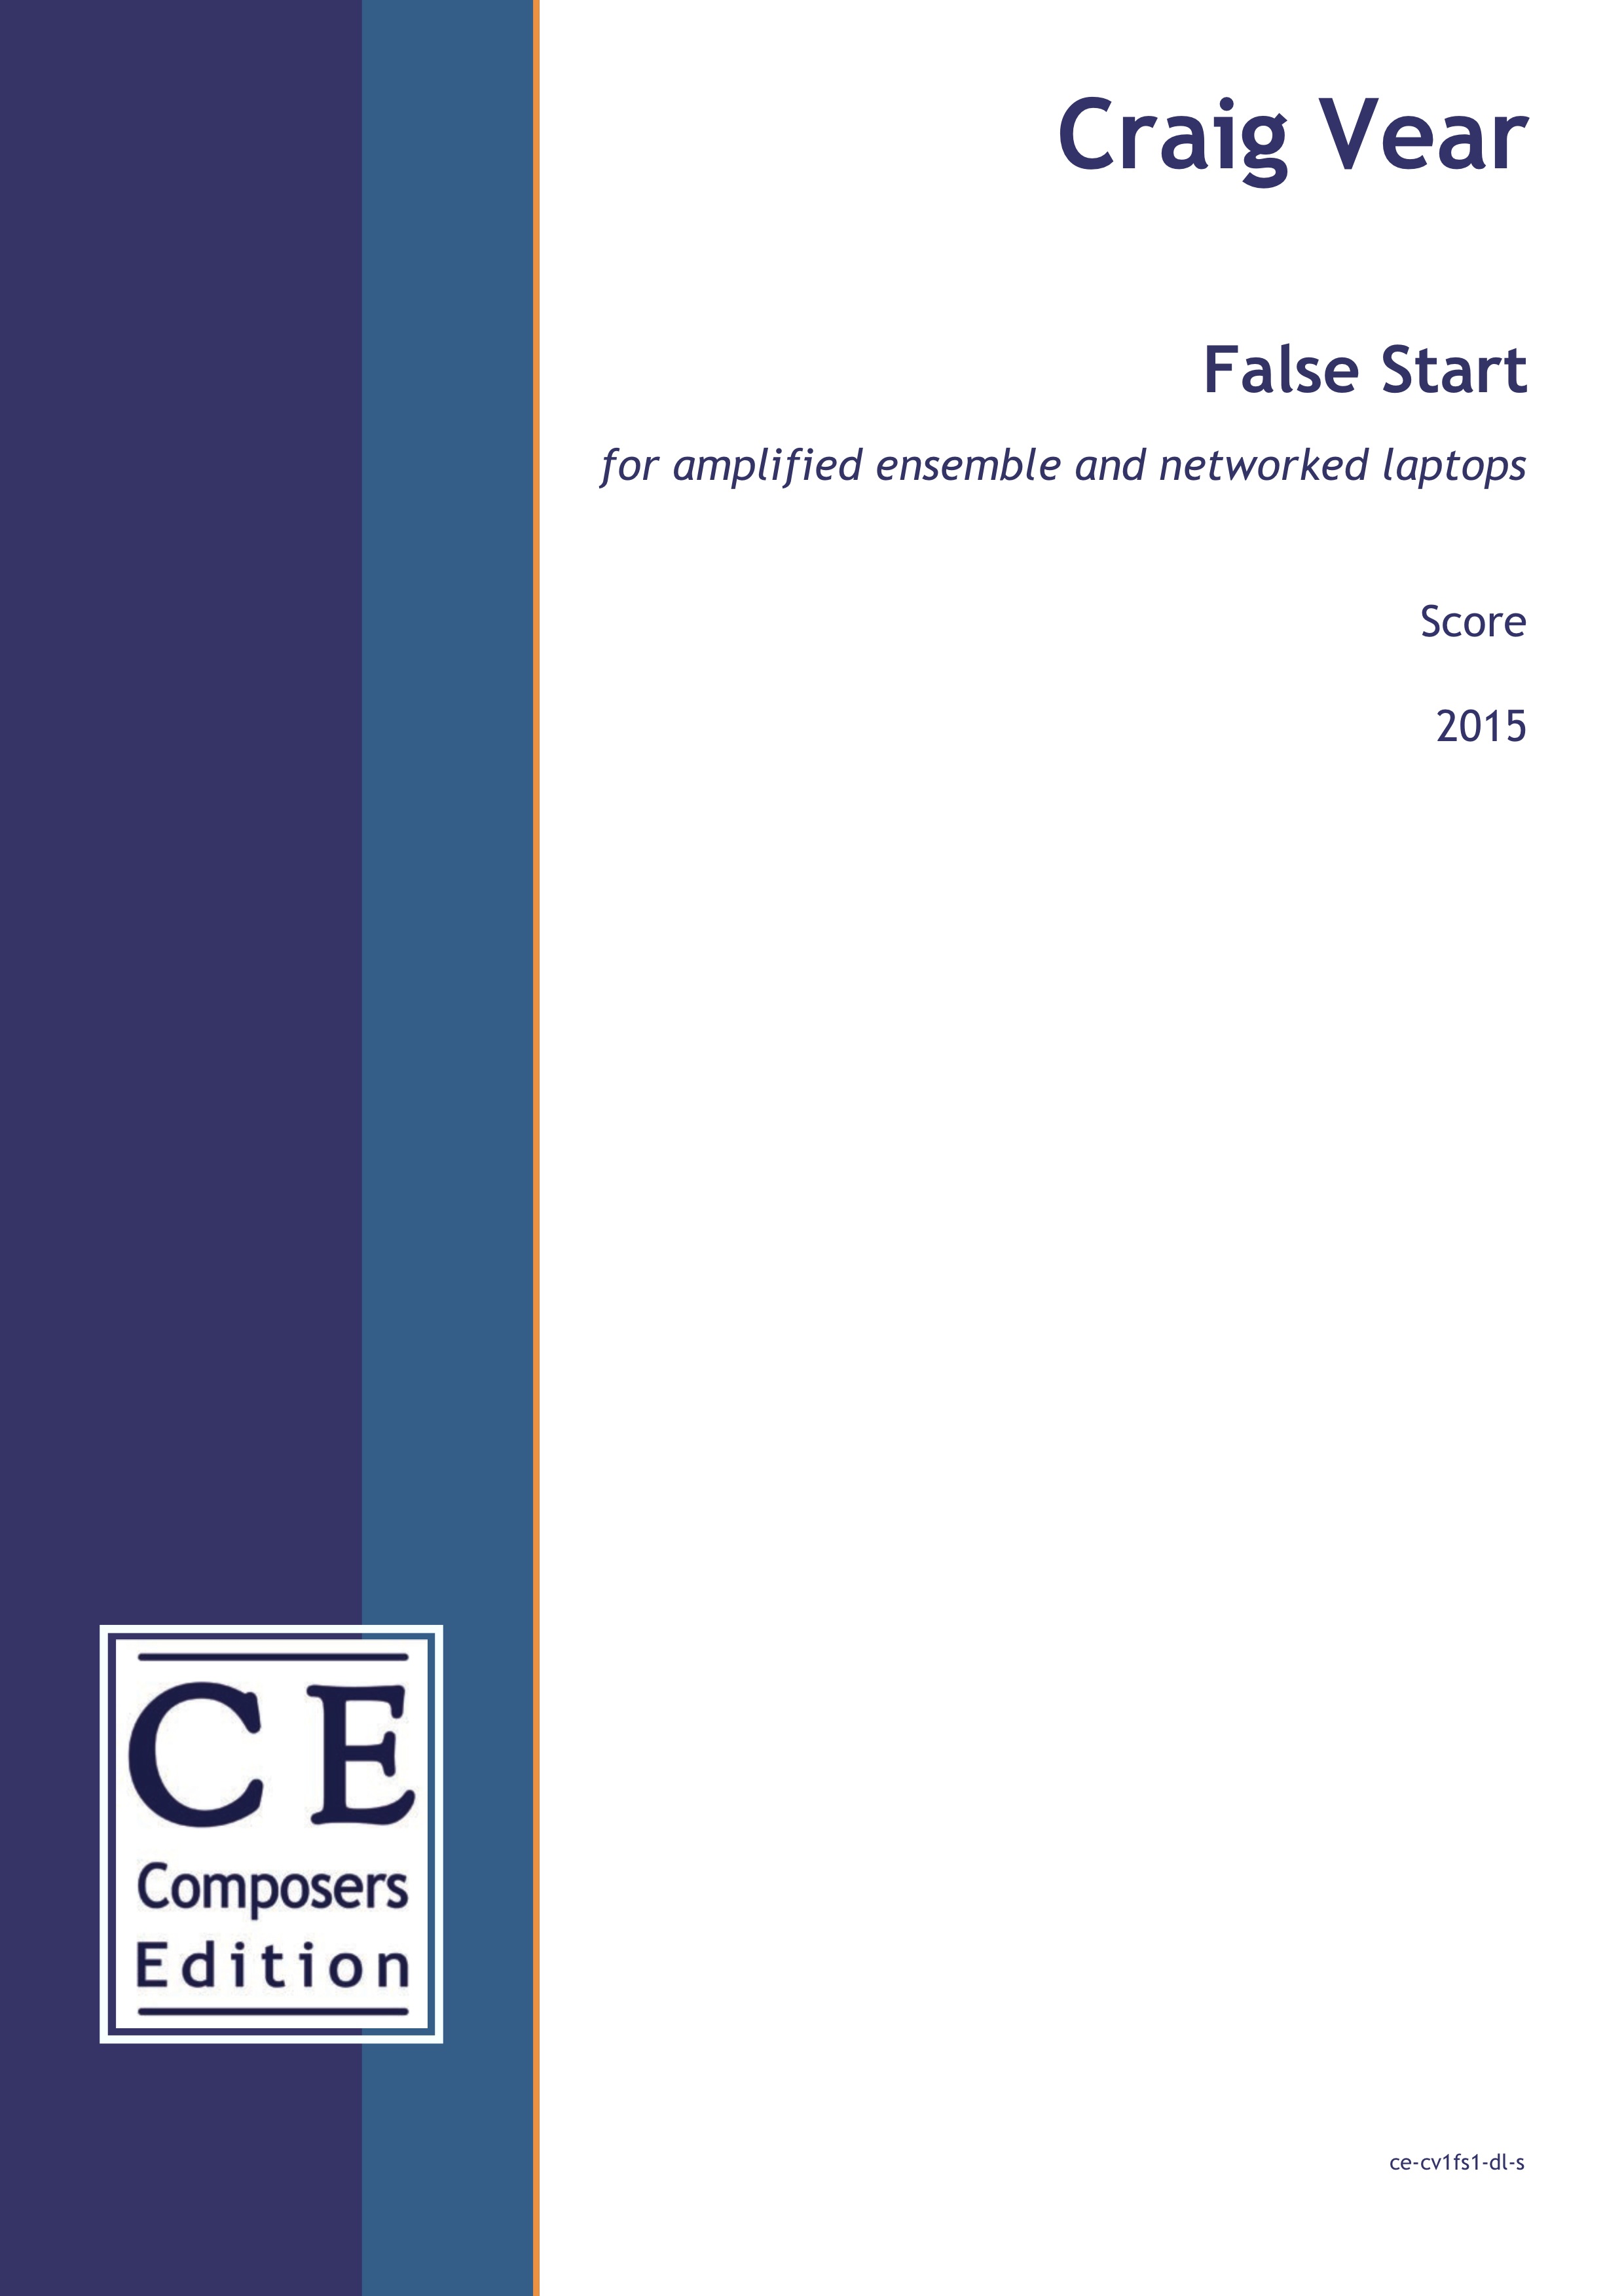 Craig Vear
False Start
for amplified ensemble and networked laptops
Score
2015
CE
Composers
Edition
ce-cv1fs1-dl-s